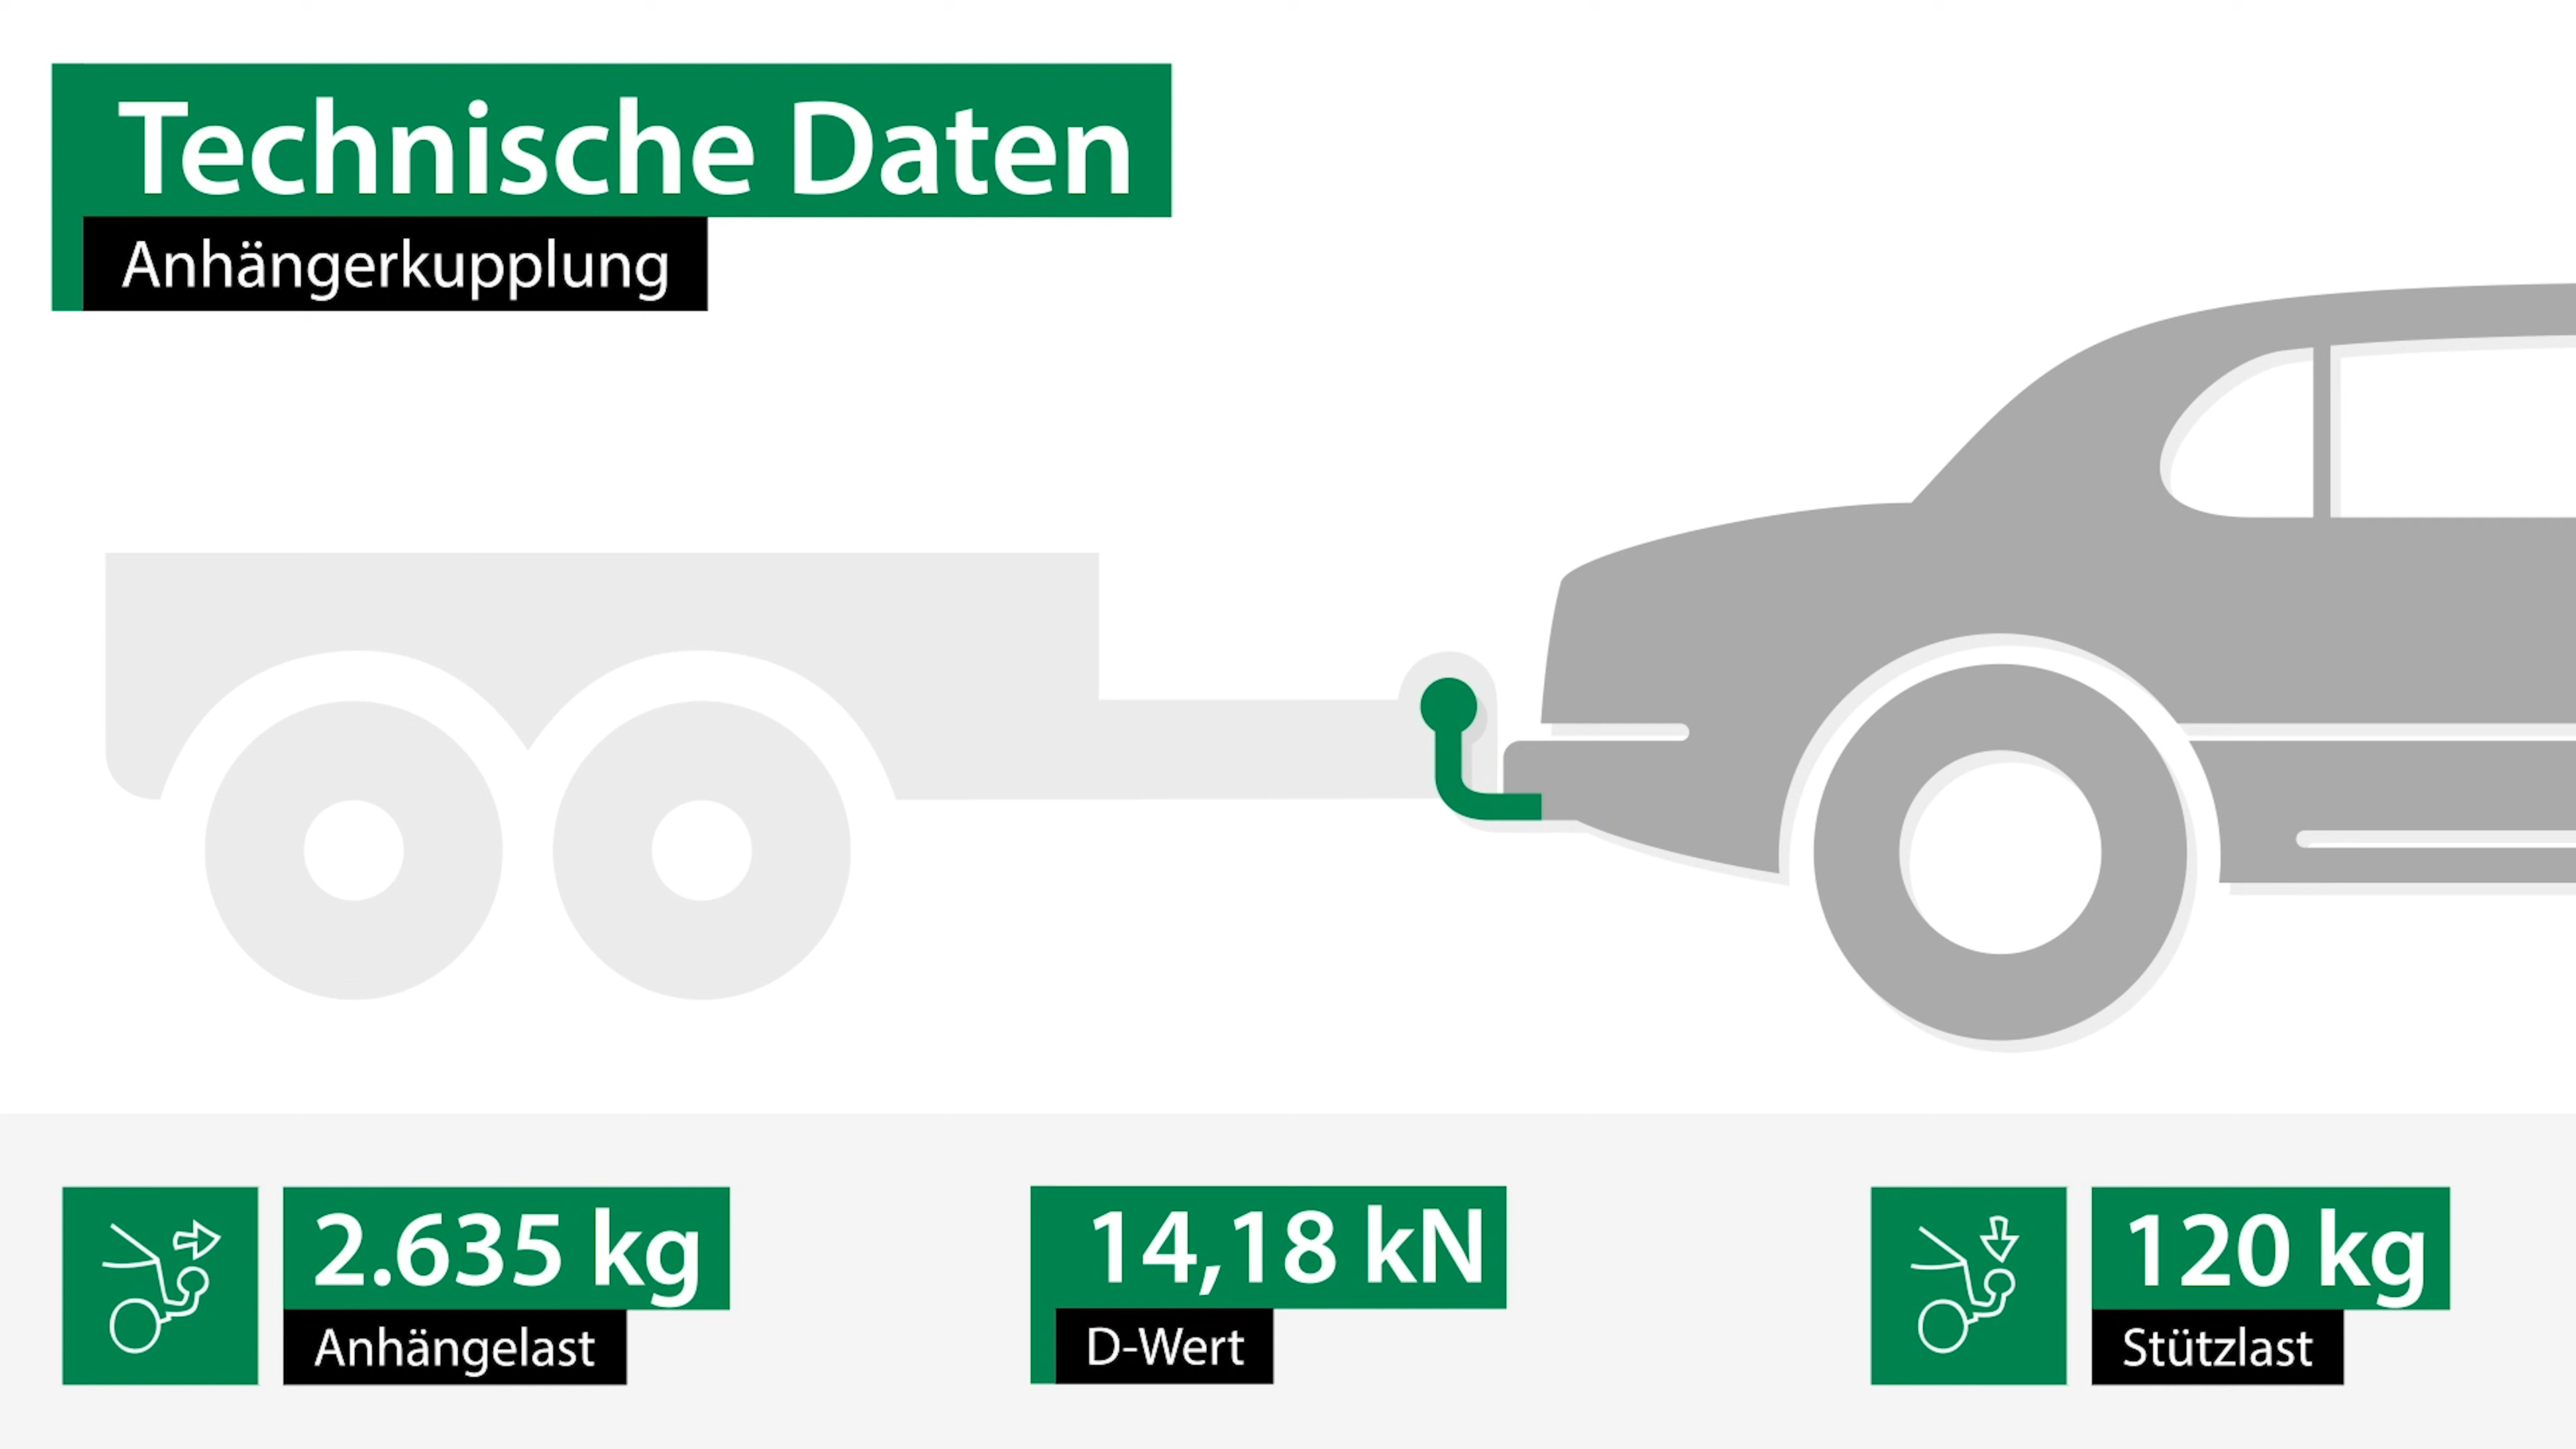 Technische Daten
Anhängerkupplung
2.635 kg
Anhängelast
14,18 kN
D-Wert
120 kg
Stützlast